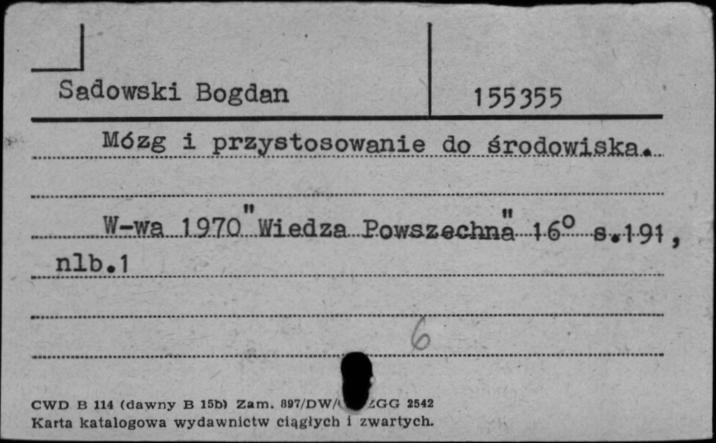 Sadowski Bogdan 155355
Mózg i przystosowanie do środowiska.
W-wa 1970 "Wiedza Powszechna" 16° s.191,
nlb.1
6
CWD B 114 (dawny B 15b) Zam. 897/DW/ ZGG 2542
Karta katalogowa wydawnictw ciągłych i zwartych.